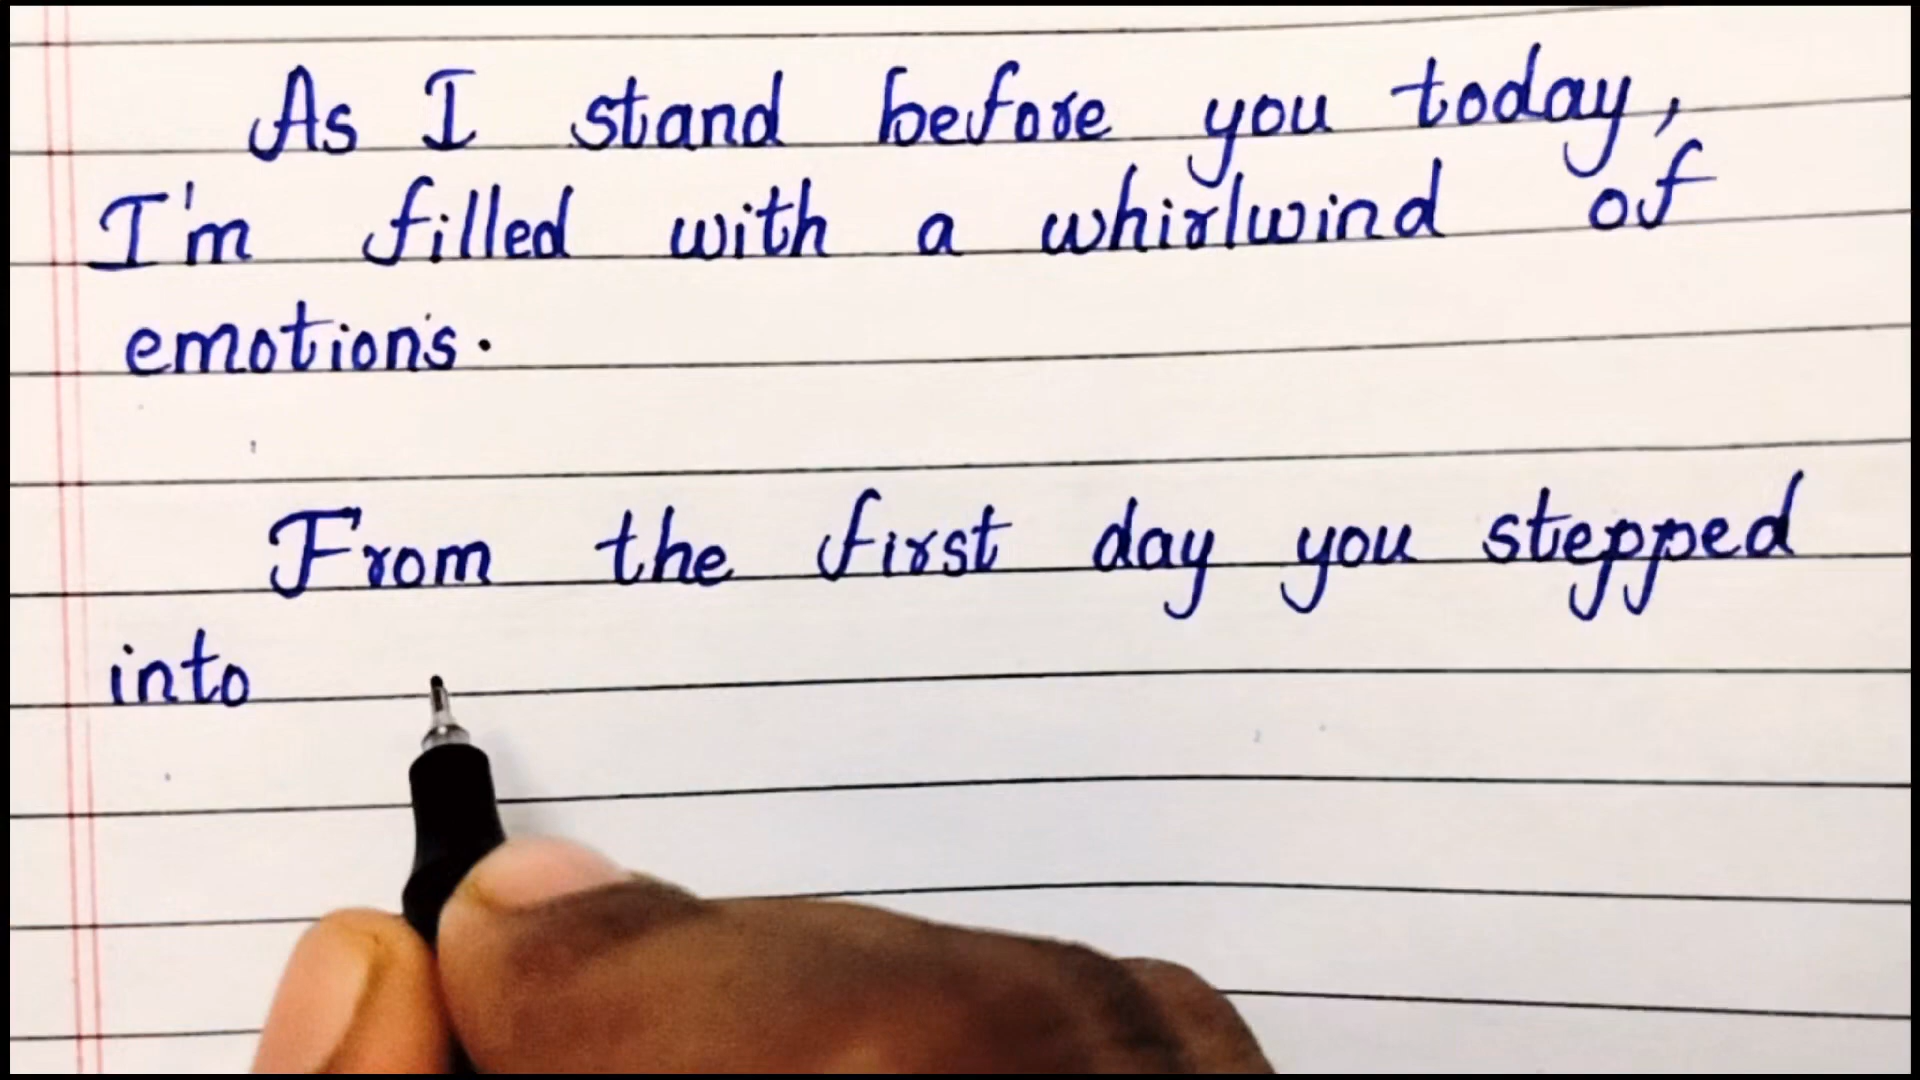 As I stand before you today,
I'm filled with a whirlwind of
emotions.
From the first day you stepped
into